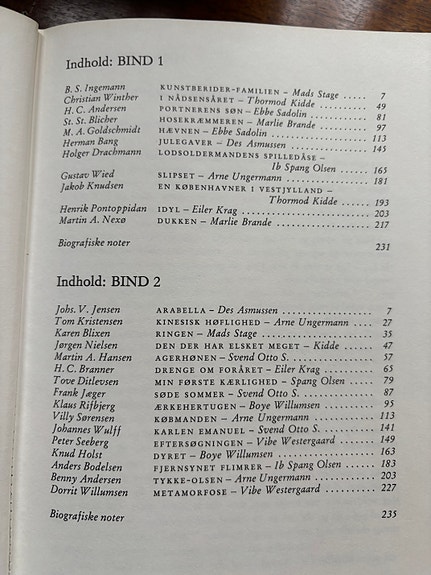 Indhold: BIND 1
B. S. Ingemann KUNSTBERIDER-FAMILIEN – Mads Stage ..... 7
Christian Winther I NÅDSENSÅRET – Thormod Kidde ..... 49
H. C. Andersen PORTNERENS SØN – Ebbe Sadolin ..... 81
St. St. Blicher HOSEKRÆMMEREN – Marlie Brande ..... 97
M. A. Goldschmidt HÆVNEN – Ebbe Sadolin ..... 113
Herman Bang JULEGAVER – Des Asmussen ..... 145
Holger Drachmann LODSOLDERMANDENS SPILLEDÅSE –
Ib Spang Olsen ..... 165
Gustav Wied SLIPSET – Arne Ungermann ..... 181
Jakob Knudsen EN KØBENHAVNER I VESTJYLLAND –
Thormod Kidde ..... 193
Henrik Pontoppidan IDYL – Eiler Krag ..... 203
Martin A. Nexø DUKKEN – Marlie Brande ..... 217
Biografiske noter 231
Indhold: BIND 2
Johs. V. Jensen ARABELLA – Des Asmussen ..... 7
Tom Kristensen KINESISK HØFLIGHED – Arne Ungermann ..... 27
Karen Blixen RINGEN – Mads Stage ..... 35
Jørgen Nielsen DEN DER HAR ELSKET MEGET – Kidde ..... 47
Martin A. Hansen AGERHØNEN – Svend Otto S. ..... 57
H. C. Branner DRENGE OM FORÅRET – Eiler Krag ..... 65
Tove Ditlevsen MIN FØRSTE KÆRLIGHED – Spang Olsen ..... 79
Frank Jæger SØDE SOMMER – Svend Otto S. ..... 87
Klaus Rifbjerg ÆRKEHERTUGEN – Boye Willumsen ..... 95
Villy Sørensen KØBMANDEN – Arne Ungermann ..... 113
Johannes Wulff KARLEN EMANUEL – Svend Otto S. ..... 141
Peter Seeberg EFTERSØGNINGEN – Vibe Westergaard ..... 149
Knud Holst DYRET – Boye Willumsen ..... 163
Anders Bodelsen FJERNSYNET FLIMRER – Ib Spang Olsen ..... 183
Benny Andersen TYKKE-OLSEN – Arne Ungermann ..... 203
Dorrit Willumsen METAMORFOSE – Vibe Westergaard ..... 227
Biografiske noter 235